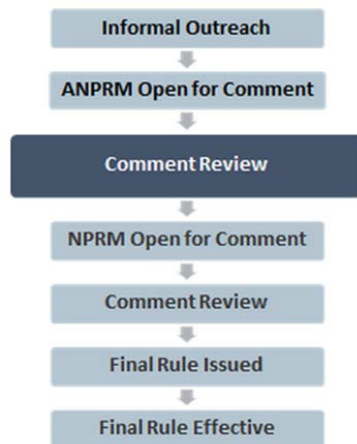 Informal Outreach
ANPRM Open for Comment
Comment Review
NPRM Open for Comment
Comment Review
Final Rule Issued
Final Rule Effective